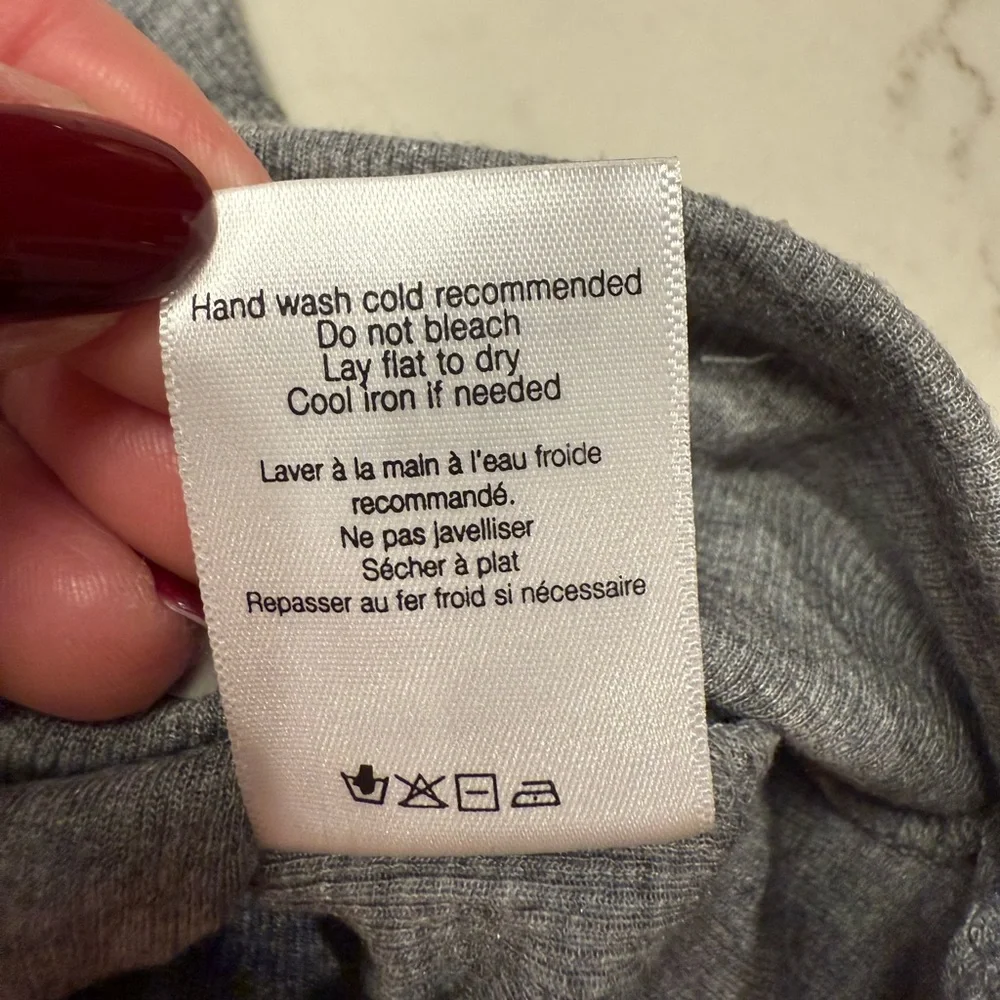 Hand wash cold recommended
Do not bleach
Lay flat to dry
Cool iron if needed
Laver à la main à l'eau froide
recommandé.
Ne pas javelliser
Sécher à plat
Repasser au fer froid si nécessaire